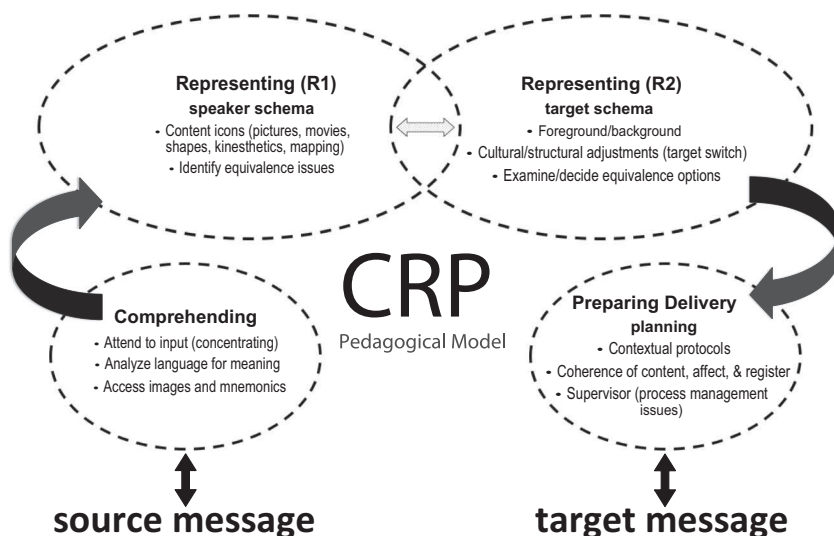 Representing (R1)
speaker schema
- Content icons (pictures, movies,
shapes, kinesthetics, mapping)
- Identify equivalence issues
Representing (R2)
target schema
- Foreground/background
- Cultural/structural adjustments (target switch)
- Examine/decide equivalence options
CRP
Pedagogical Model
Comprehending
- Attend to input (concentrating)
- Analyze language for meaning
- Access images and mnemonics
Preparing Delivery
planning
- Contextual protocols
- Coherence of content, affect, & register
- Supervisor (process management
issues)
source message
target message